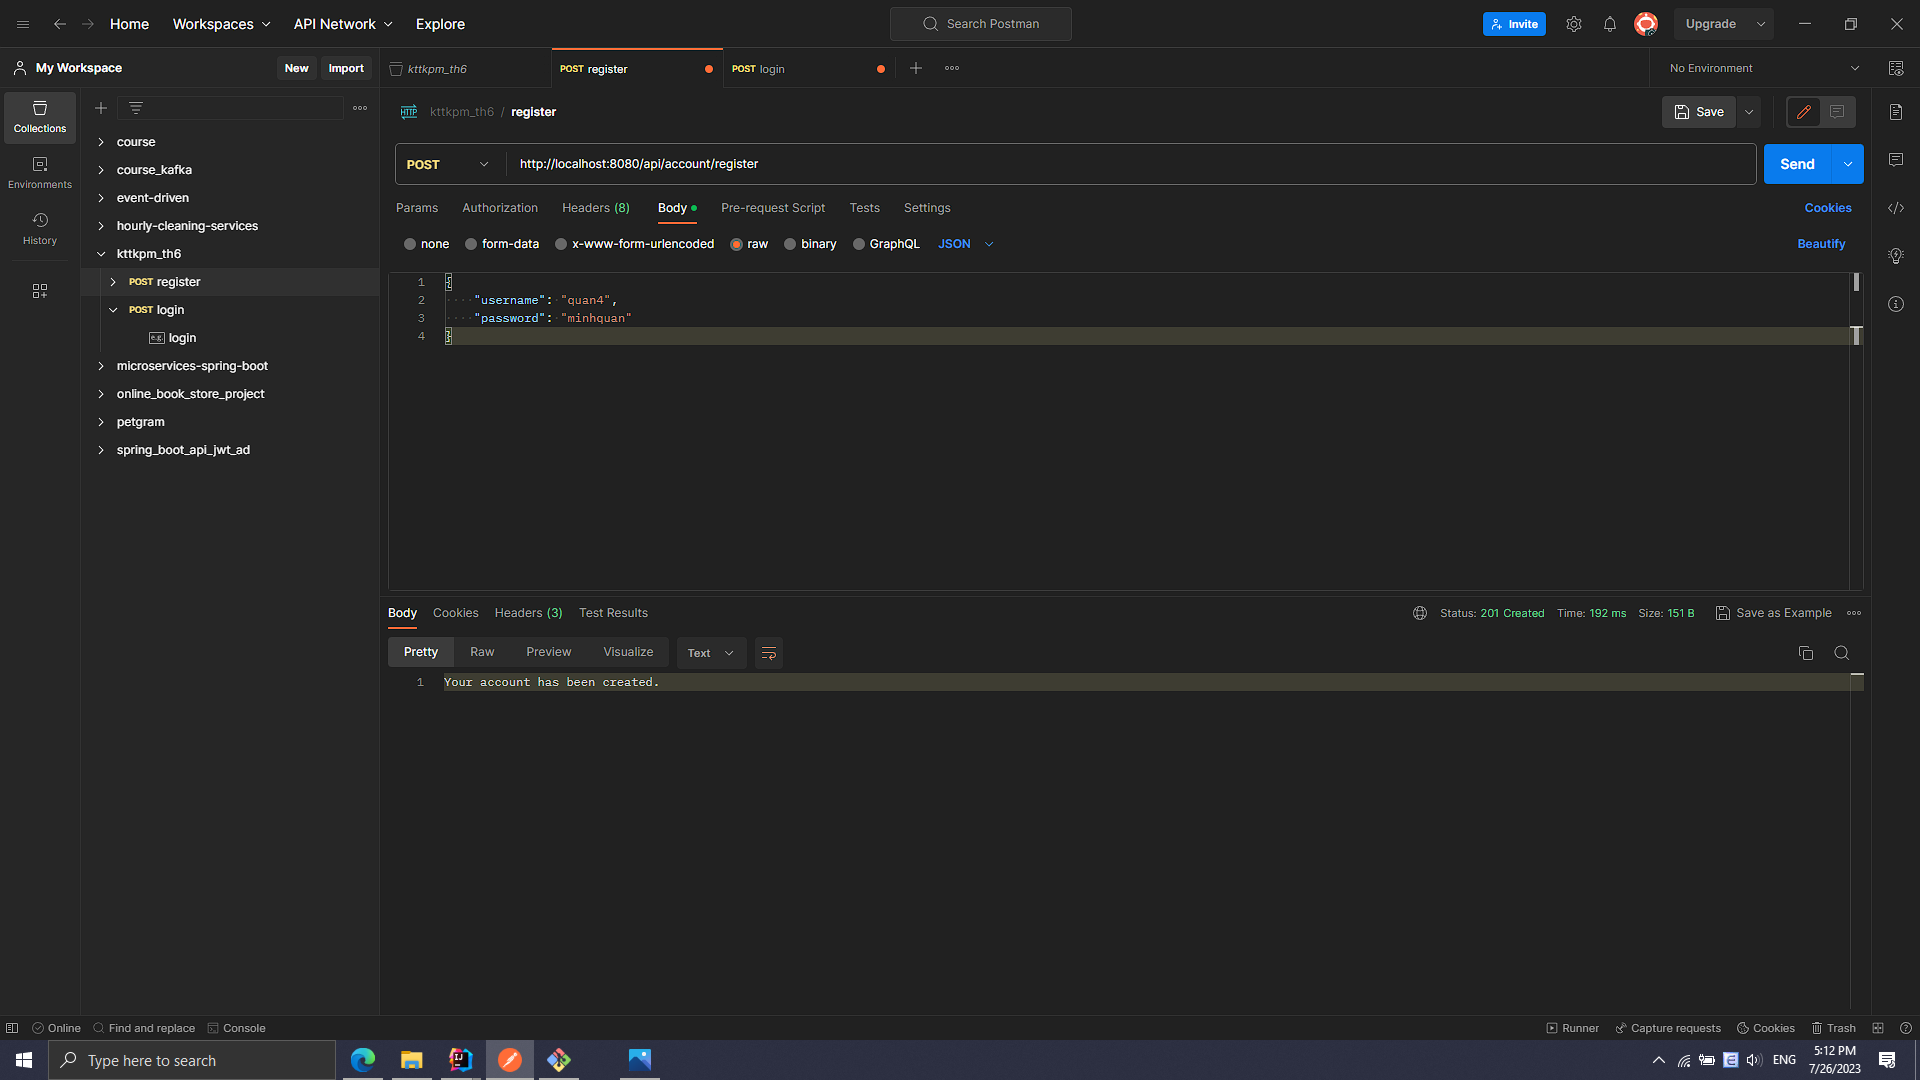 Home Workspaces API Network Explore Search Postman Invite Upgrade
My Workspace New Import kttkpm_th6 POST register POST login No Environment
Collections
Environments
History
course
course_kafka
event-driven
hourly-cleaning-services
kttkpm_th6
POST register
POST login
e.g. login
microservices-spring-boot
online_book_store_project
petgram
spring_boot_api_jwt_ad
HTTP kttkpm_th6 / register Save
POST http://localhost:8080/api/account/register Send
Params Authorization Headers (8) Body Pre-request Script Tests Settings Cookies
none form-data x-www-form-urlencoded raw binary GraphQL JSON Beautify
1 {
2 "username": "quan4",
3 "password": "minhquan"
4 }
Body Cookies Headers (3) Test Results Status: 201 Created Time: 192 ms Size: 151 B Save as Example
Pretty Raw Preview Visualize Text
1 Your account has been created.
Online Find and replace Console Runner Capture requests Cookies Trash
Type here to search ENG 5:12 PM
7/26/2023